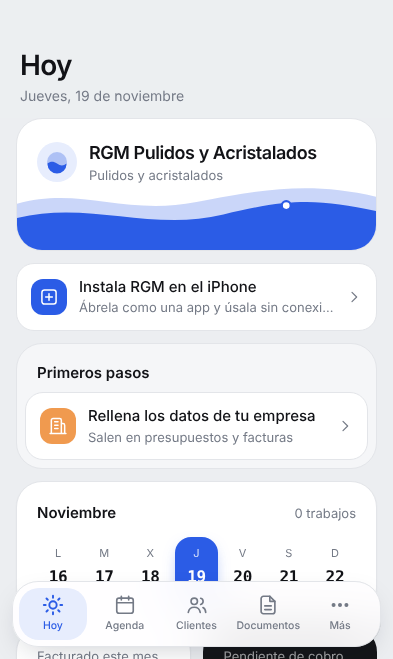 Hoy
Jueves, 19 de noviembre
RGM Pulidos y Acristalados
Pulidos y acristalados
Instala RGM en el iPhone
Ábrela como una app y úsala sin conexi...
Primeros pasos
Rellena los datos de tu empresa
Salen en presupuestos y facturas
Noviembre 0 trabajos
L M X J V S D
16 17 18 19 20 21 22
Hoy Agenda Clientes Documentos Más
Facturado este mes Pendiente de cobro